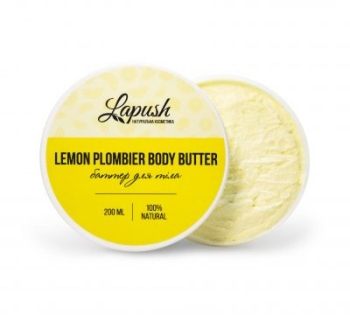 Lapush
НАТУРАЛЬНА КОСМЕТИКА
LEMON PLOMBIER BODY BUTTER
баттер для тіла
200 ML
100%
NATURAL